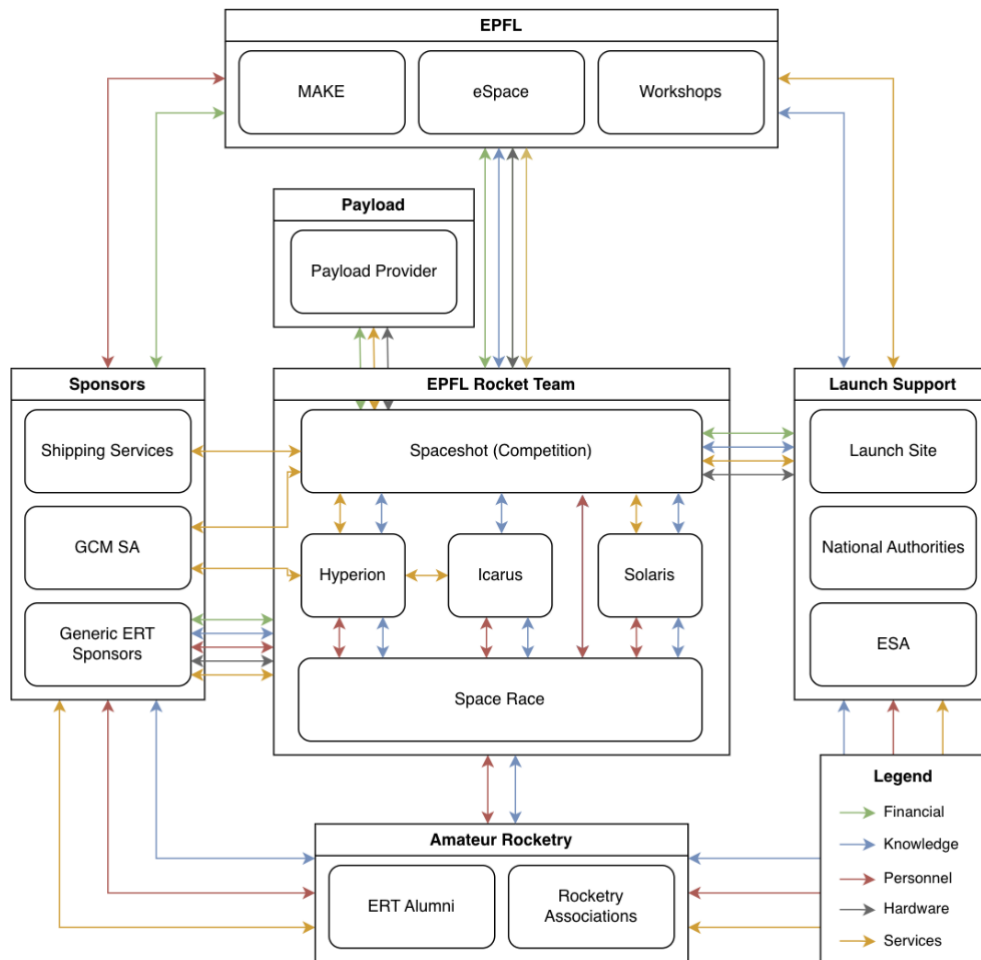 EPFL
MAKE
eSpace
Workshops
Payload
Payload Provider
Sponsors
EPFL Rocket Team
Launch Support
Shipping Services
Spaceshot (Competition)
Launch Site
GCM SA
Hyperion
Icarus
Solaris
National Authorities
Generic ERT
Sponsors
Space Race
ESA
Legend
Financial
Knowledge
Personnel
Hardware
Services
Amateur Rocketry
ERT Alumni
Rocketry
Associations